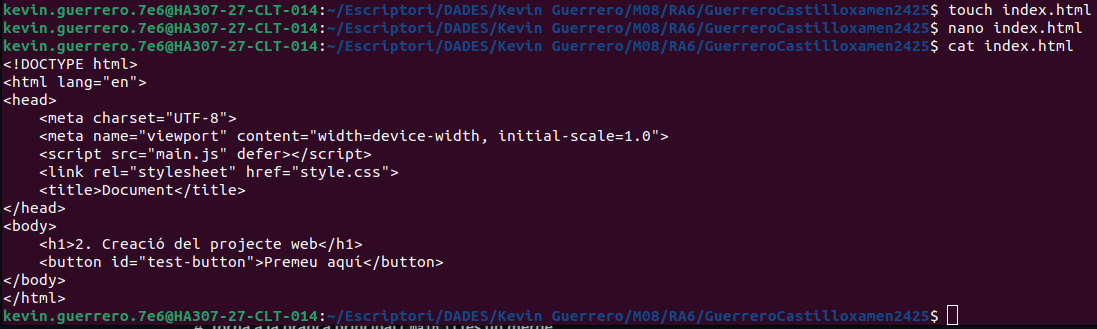 kevin.guerrero.7e6@HA307-27-CLT-014:~/Escriptori/DADES/Kevin Guerrero/M08/RA6/GuerreroCastilloxamen2425$ touch index.html
kevin.guerrero.7e6@HA307-27-CLT-014:~/Escriptori/DADES/Kevin Guerrero/M08/RA6/GuerreroCastilloxamen2425$ nano index.html
kevin.guerrero.7e6@HA307-27-CLT-014:~/Escriptori/DADES/Kevin Guerrero/M08/RA6/GuerreroCastilloxamen2425$ cat index.html
<!DOCTYPE html>
<html lang="en">
<head>
    <meta charset="UTF-8">
    <meta name="viewport" content="width=device-width, initial-scale=1.0">
    <script src="main.js" defer></script>
    <link rel="stylesheet" href="style.css">
    <title>Document</title>
</head>
<body>
    <h1>2. Creació del projecte web</h1>
    <button id="test-button">Premeu aquí</button>
</body>
</html>
kevin.guerrero.7e6@HA307-27-CLT-014:~/Escriptori/DADES/Kevin Guerrero/M08/RA6/GuerreroCastilloxamen2425$